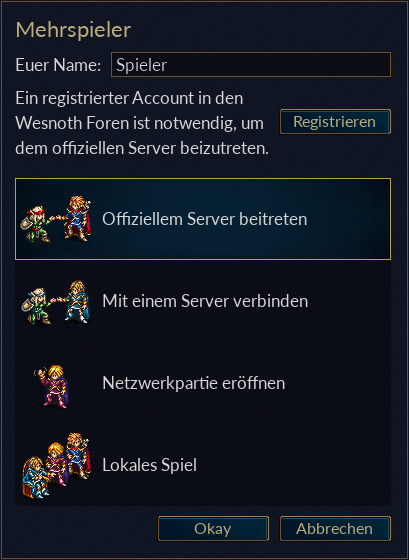 Mehrspieler
Euer Name: Spieler
Ein registrierter Account in den
Wesnoth Foren ist notwendig, um
dem offiziellen Server beizutreten.
Registrieren
Offiziellem Server beitreten
Mit einem Server verbinden
Netzwerkpartie eröffnen
Lokales Spiel
Okay Abbrechen